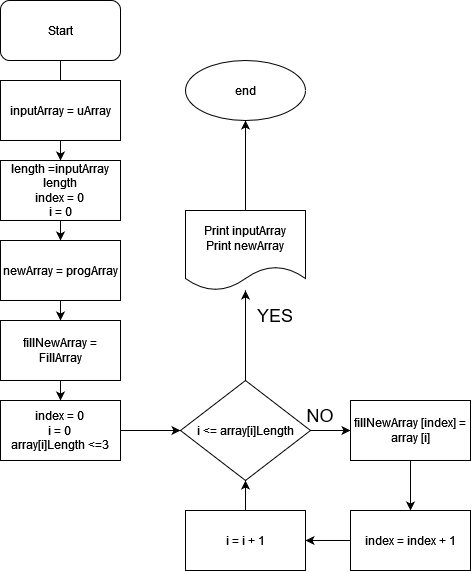 Start
inputArray = uArray
length =inputArray
length
index = 0
i = 0
newArray = progArray
fillNewArray =
FillArray
index = 0
i = 0
array[i]Length <=3
i <= array[i]Length
NO
fillNewArray [index] =
array [i]
index = index + 1
i = i + 1
YES
Print inputArray
Print newArray
end